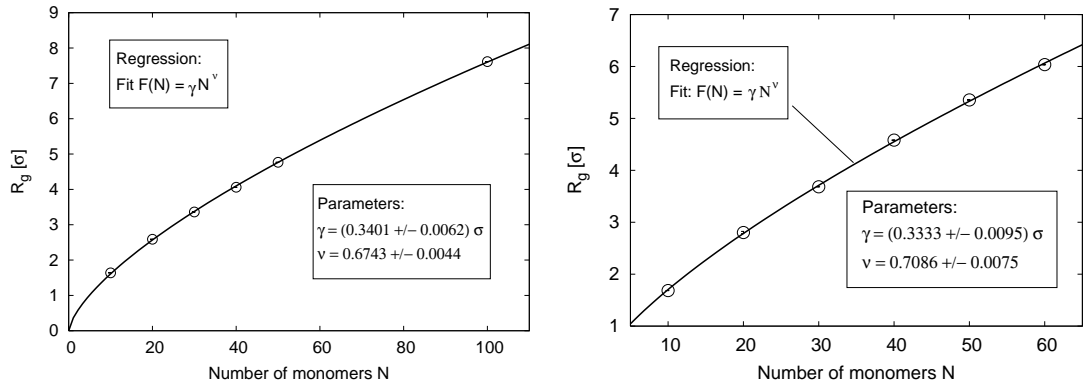 9
8
7
6
5
4
3
2
1
0
R_g [σ]
Regression:
Fit F(N) = γN^ν
Parameters:
γ = (0.3401 +/− 0.0062) σ
ν = 0.6743 +/− 0.0044
0 20 40 60 80 100
Number of monomers N
7
6
5
4
3
2
1
R_g [σ]
Regression:
Fit: F(N) = γN^ν
Parameters:
γ = (0.3333 +/− 0.0095) σ
ν = 0.7086 +/− 0.0075
10 20 30 40 50 60
Number of monomers N